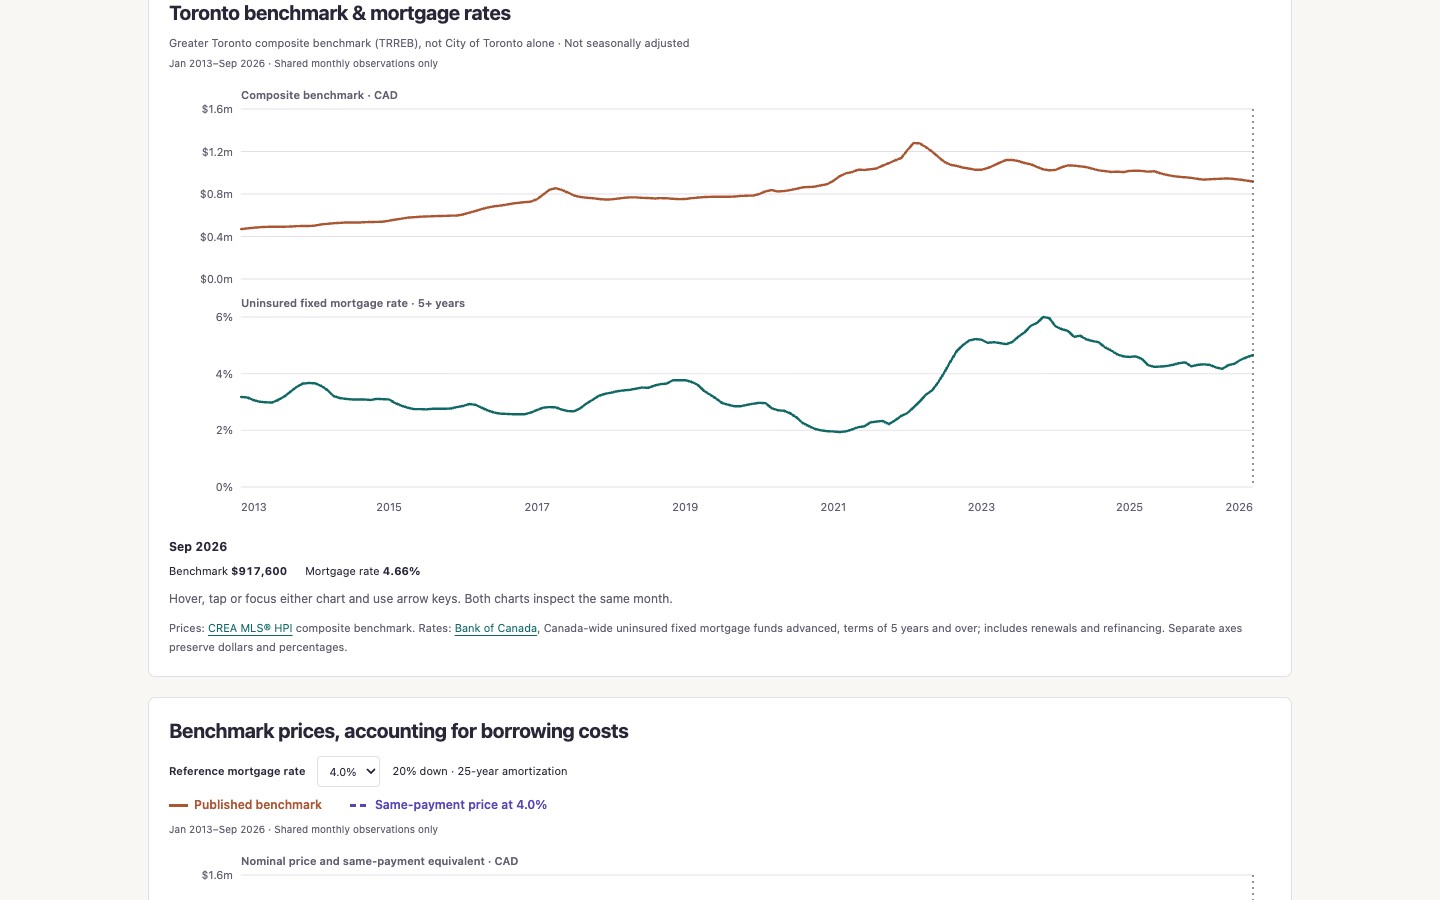 Toronto benchmark & mortgage rates
Greater Toronto composite benchmark (TRREB), not City of Toronto alone · Not seasonally adjusted
Jan 2013–Sep 2026 · Shared monthly observations only
Composite benchmark · CAD
$1.6m
$1.2m
$0.8m
$0.4m
$0.0m
Uninsured fixed mortgage rate · 5+ years
6%
4%
2%
0%
2013 2015 2017 2019 2021 2023 2025 2026
Sep 2026
Benchmark $917,600 Mortgage rate 4.66%
Hover, tap or focus either chart and use arrow keys. Both charts inspect the same month.
Prices: CREA MLS® HPI composite benchmark. Rates: Bank of Canada, Canada-wide uninsured fixed mortgage funds advanced, terms of 5 years and over; includes renewals and refinancing. Separate axes
preserve dollars and percentages.
Benchmark prices, accounting for borrowing costs
Reference mortgage rate 4.0% 20% down · 25-year amortization
Published benchmark Same-payment price at 4.0%
Jan 2013–Sep 2026 · Shared monthly observations only
Nominal price and same-payment equivalent · CAD
$1.6m